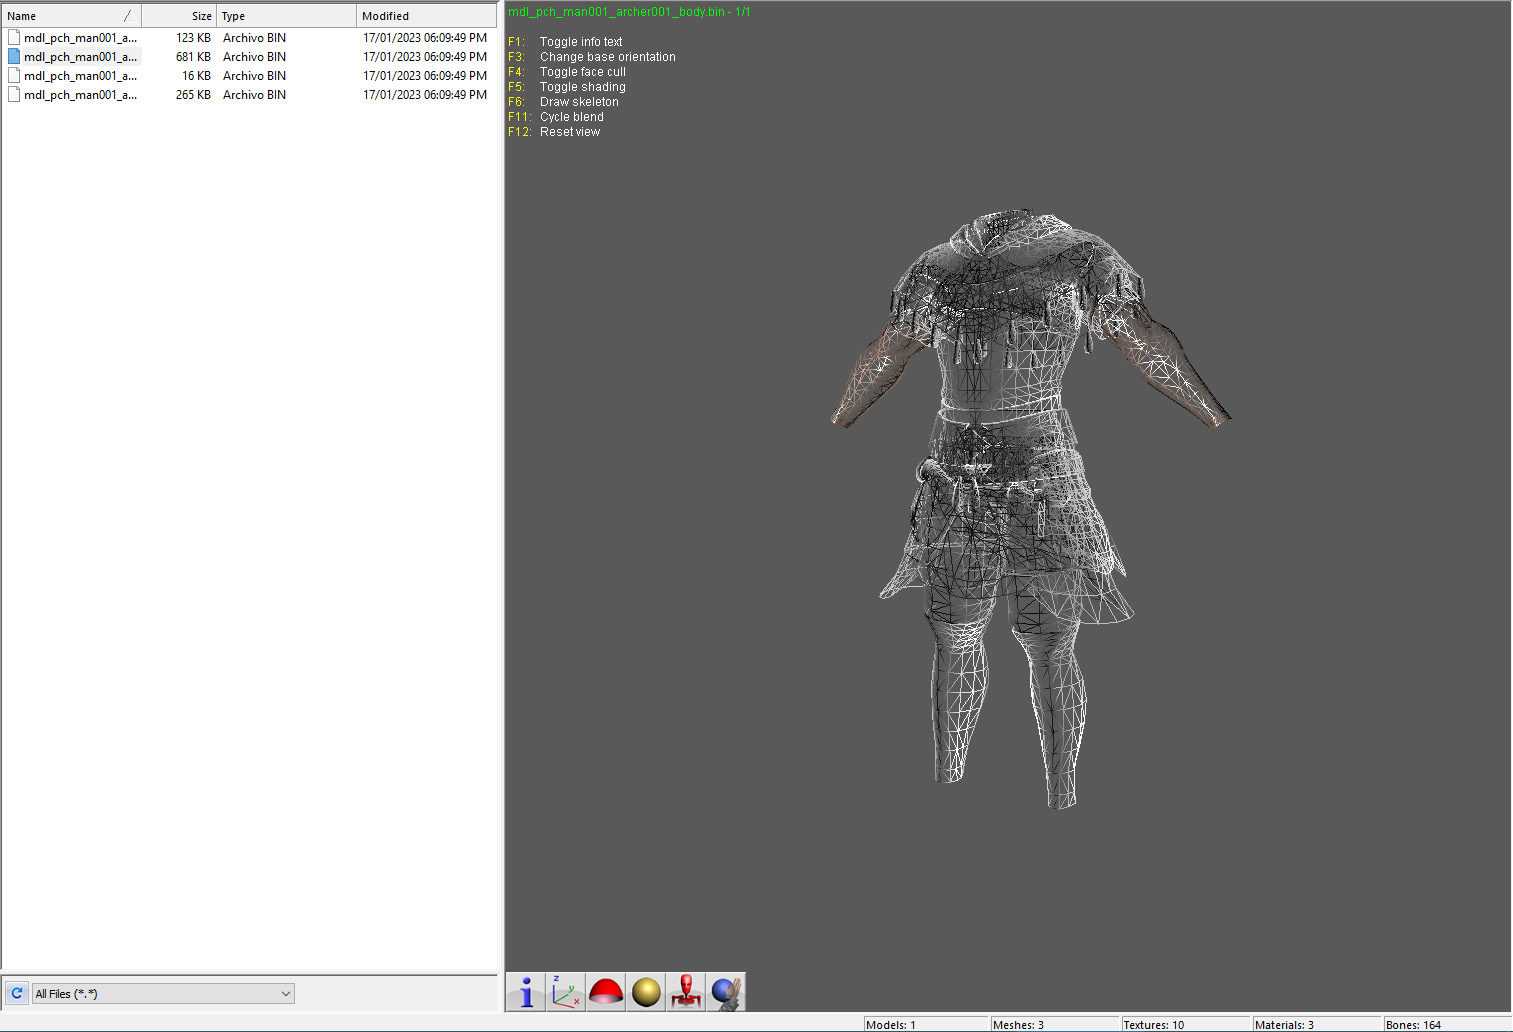 Name Size Type Modified
mdl_pch_man001_a... 123 KB Archivo BIN 17/01/2023 06:09:49 PM
mdl_pch_man001_a... 681 KB Archivo BIN 17/01/2023 06:09:49 PM
mdl_pch_man001_a... 16 KB Archivo BIN 17/01/2023 06:09:49 PM
mdl_pch_man001_a... 265 KB Archivo BIN 17/01/2023 06:09:49 PM
All Files (*.*)
mdl_pch_man001_archer001_body.bin - 1/1
F1: Toggle info text
F3: Change base orientation
F4: Toggle face cull
F5: Toggle shading
F6: Draw skeleton
F11: Cycle blend
F12: Reset view
z
y
x
Models: 1 Meshes: 3 Textures: 10 Materials: 3 Bones: 164